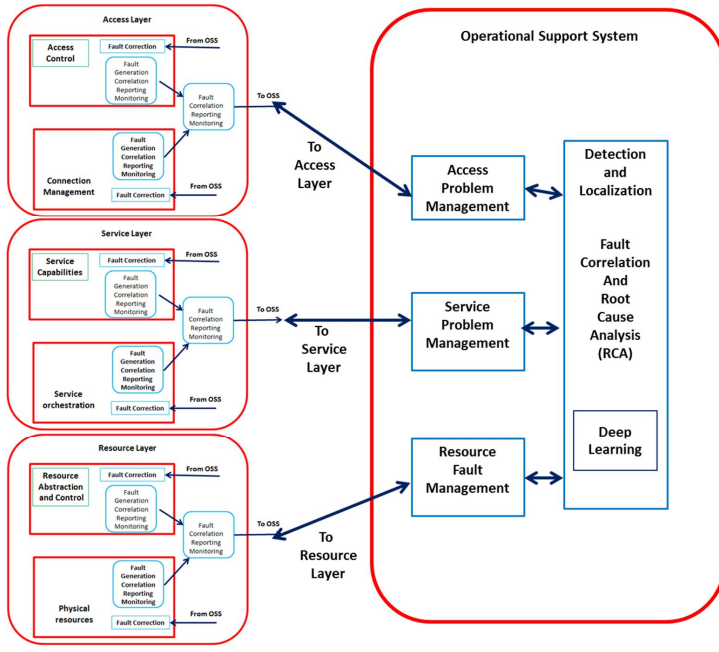 Access Layer
Access
Control
Fault Correction
From OSS
Fault
Generation
Correlation
Reporting
Monitoring
Fault
Correlation
Reporting
Monitoring
To OSS
Connection
Management
Fault
Generation
Correlation
Reporting
Monitoring
Fault Correction
From OSS
Service Layer
Service
Capabilities
Fault Correction
From OSS
Fault
Generation
Correlation
Reporting
Monitoring
Fault
Correlation
Reporting
Monitoring
To OSS
Service
orchestration
Fault
Generation
Correlation
Reporting
Monitoring
Fault Correction
From OSS
Resource Layer
Resource
Abstraction
and Control
Fault Correction
From OSS
Fault
Generation
Correlation
Reporting
Monitoring
Fault
Correlation
Reporting
Monitoring
To OSS
Physical
resources
Fault
Generation
Correlation
Reporting
Monitoring
Fault Correction
From OSS
To
Access
Layer
To
Service
Layer
To
Resource
Layer
Operational Support System
Access
Problem
Management
Service
Problem
Management
Resource
Fault
Management
Detection
and
Localization
Fault
Correlation
And
Root
Cause
Analysis
(RCA)
Deep
Learning